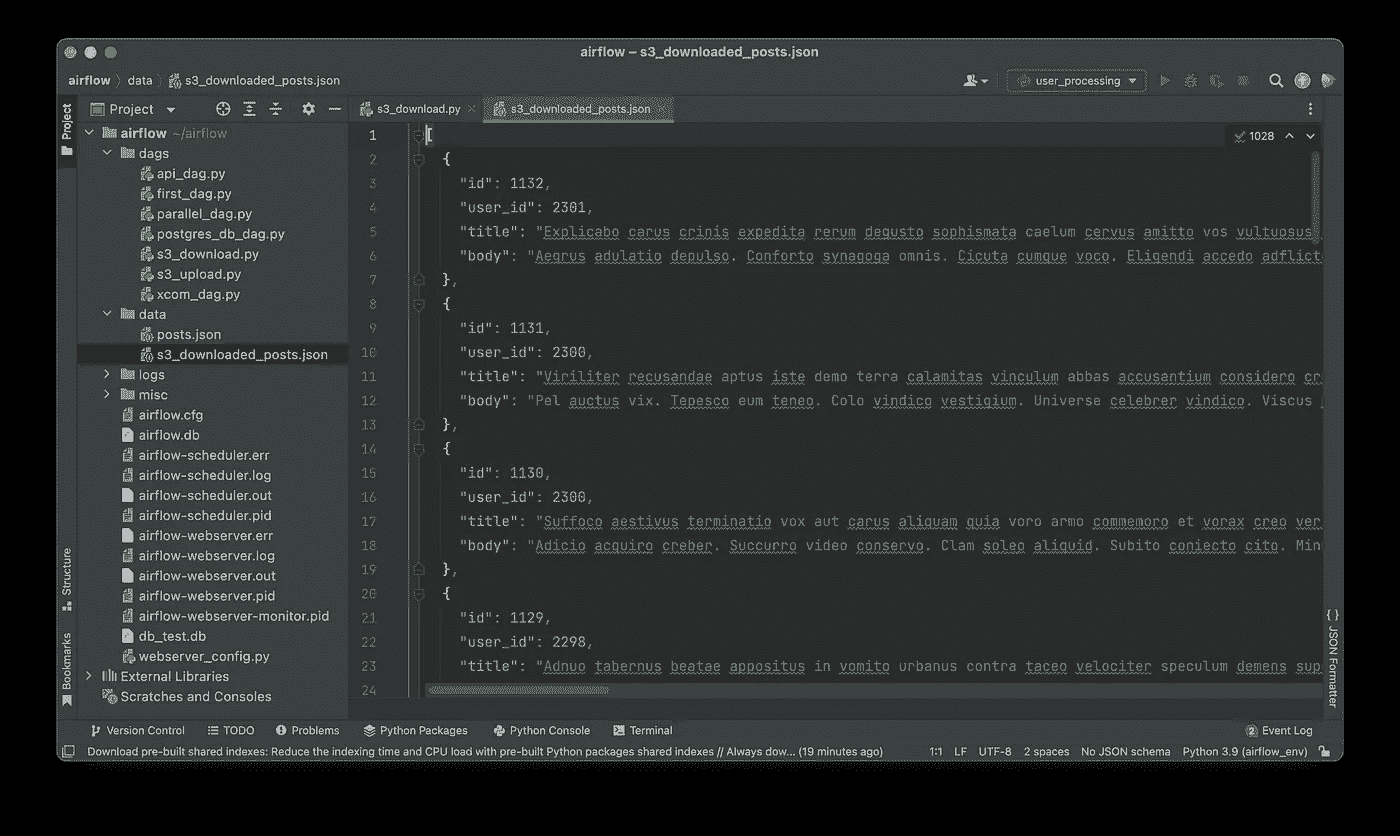 airflow – s3_downloaded_posts.json
airflow 〉 data 〉 s3_downloaded_posts.json
user_processing
Project
Project
s3_download.py
s3_downloaded_posts.json
airflow ~/airflow
dags
api_dag.py
first_dag.py
parallel_dag.py
postgres_db_dag.py
s3_download.py
s3_upload.py
xcom_dag.py
data
posts.json
s3_downloaded_posts.json
logs
misc
airflow.cfg
airflow.db
airflow-scheduler.err
airflow-scheduler.log
airflow-scheduler.out
airflow-scheduler.pid
airflow-webserver.err
airflow-webserver.log
airflow-webserver.out
airflow-webserver.pid
airflow-webserver-monitor.pid
db_test.db
webserver_config.py
External Libraries
Scratches and Consoles
Structure
Bookmarks
1028
1 [
2 {
3 "id": 1132,
4 "user_id": 2301,
5 "title": "Explicabo carus crinis expedita rerum degusto sophismata caelum cervus amitto vos vultuosus
6 "body": "Aegrus adulatio depulso. Conforto synagoga omnis. Cicuta cumque voco. Eligendi accedo adflict
7 },
8 {
9 "id": 1131,
10 "user_id": 2300,
11 "title": "Viriliter recusandae aptus iste demo terra calamitas vinculum abbas accusantium considero cr
12 "body": "Pel auctus vix. Tepesco eum teneo. Colo vindico vestigium. Universe celebrer vindico. Viscus
13 },
14 {
15 "id": 1130,
16 "user_id": 2300,
17 "title": "Suffoco aestivus terminatio vox aut carus aliquam quia voro armo commemoro et vorax creo ver
18 "body": "Adicio acquiro creber. Succurro video conservo. Clam soleo aliquid. Subito coniecto cito. Min
19 },
20 {
21 "id": 1129,
22 "user_id": 2298,
23 "title": "Adnuo tabernus beatae appositus in vomito urbanus contra taceo velociter speculum demens sup
24
{ } JSON Formatter
Version Control
TODO
Problems
Python Packages
Python Console
Terminal
2 Event Log
Download pre-built shared indexes: Reduce the indexing time and CPU load with pre-built Python packages shared indexes // Always dow... (19 minutes ago)
1:1 LF UTF-8 2 spaces No JSON schema Python 3.9 (airflow_env)